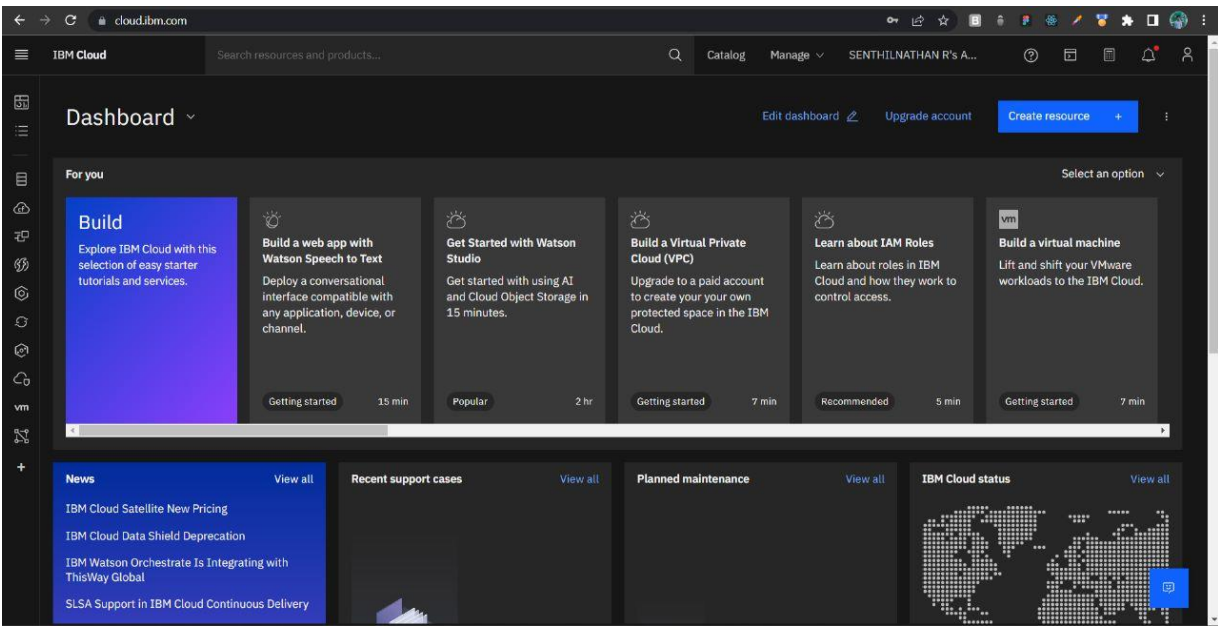 cloud.ibm.com
IBM Cloud
Search resources and products...
Catalog
Manage
SENTHILNATHAN R's A...
Dashboard
Edit dashboard
Upgrade account
Create resource +
For you
Select an option
Build
Explore IBM Cloud with this
selection of easy starter
tutorials and services.
Build a web app with
Watson Speech to Text
Deploy a conversational
interface compatible with
any application, device, or
channel.
Getting started 15 min
Get Started with Watson
Studio
Get started with using AI
and Cloud Object Storage in
15 minutes.
Popular 2 hr
Build a Virtual Private
Cloud (VPC)
Upgrade to a paid account
to create your your own
protected space in the IBM
Cloud.
Getting started 7 min
Learn about IAM Roles
Learn about roles in IBM
Cloud and how they work to
control access.
Recommended 5 min
vm
Build a virtual machine
Lift and shift your VMware
workloads to the IBM Cloud.
Getting started 7 min
vm
News View all
IBM Cloud Satellite New Pricing
IBM Cloud Data Shield Deprecation
IBM Watson Orchestrate Is Integrating with
ThisWay Global
SLSA Support in IBM Cloud Continuous Delivery
Recent support cases View all
Planned maintenance View all
IBM Cloud status View all